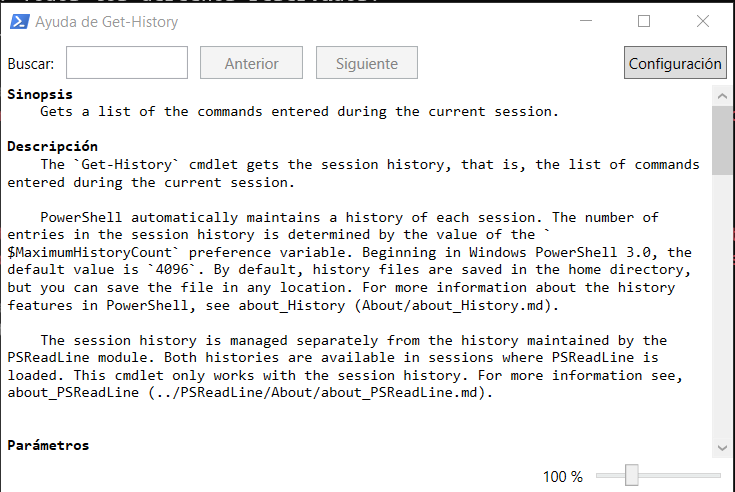 Ayuda de Get-History
Buscar: Anterior Siguiente Configuración
Sinopsis
Gets a list of the commands entered during the current session.
Descripción
The `Get-History` cmdlet gets the session history, that is, the list of commands
entered during the current session.
PowerShell automatically maintains a history of each session. The number of
entries in the session history is determined by the value of the `
$MaximumHistoryCount` preference variable. Beginning in Windows PowerShell 3.0, the
default value is `4096`. By default, history files are saved in the home directory,
but you can save the file in any location. For more information about the history
features in PowerShell, see about_History (About/about_History.md).
The session history is managed separately from the history maintained by the
PSReadLine module. Both histories are available in sessions where PSReadLine is
loaded. This cmdlet only works with the session history. For more information see,
about_PSReadLine (../PSReadLine/About/about_PSReadLine.md).
Parámetros
100 %